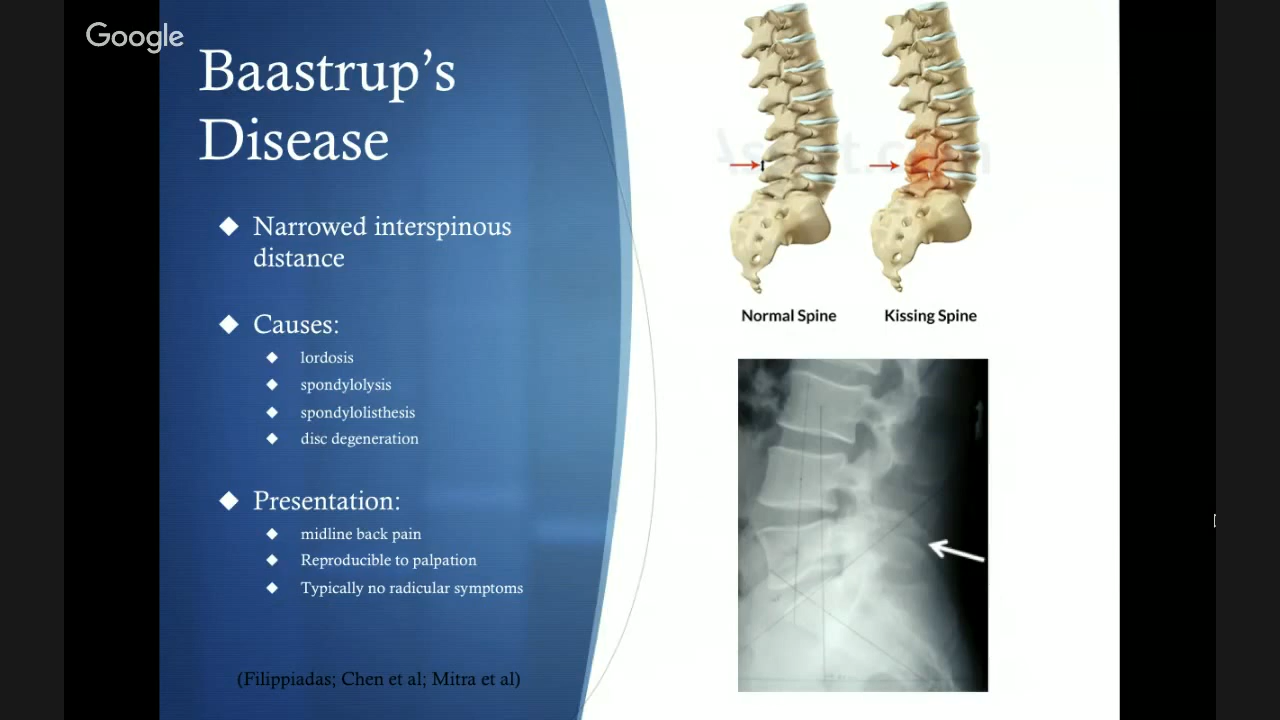 Google
Baastrup's
Disease
Narrowed interspinous
distance
Causes:
lordosis
spondylolysis
spondylolisthesis
disc degeneration
Presentation:
midline back pain
Reproducible to palpation
Typically no radicular symptoms
(Filippiadas; Chen et al; Mitra et al)
Normal Spine
Kissing Spine